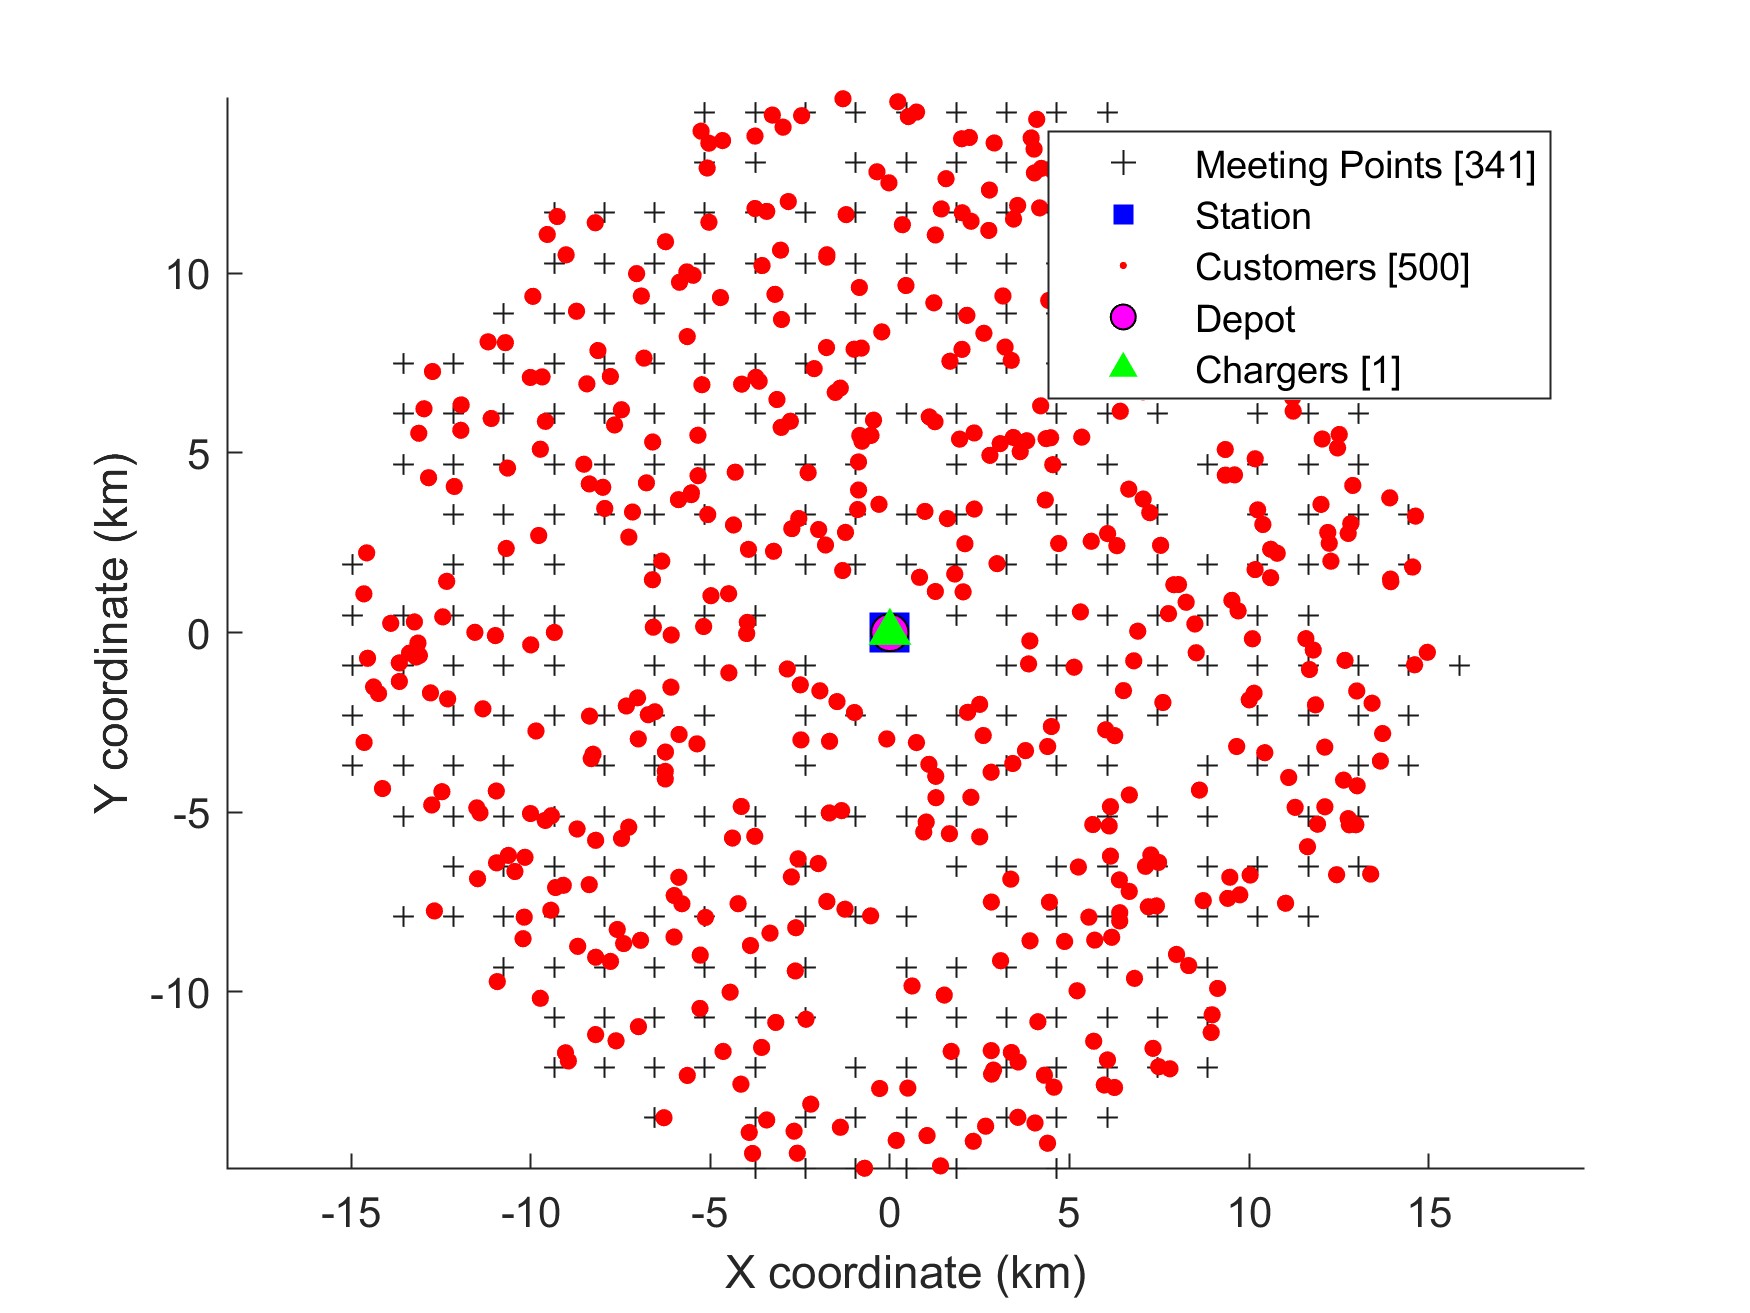 Meeting Points [341]
Station
Customers [500]
Depot
Chargers [1]
10
5
0
-5
-10
Y coordinate (km)
-15 -10 -5 0 5 10 15
X coordinate (km)